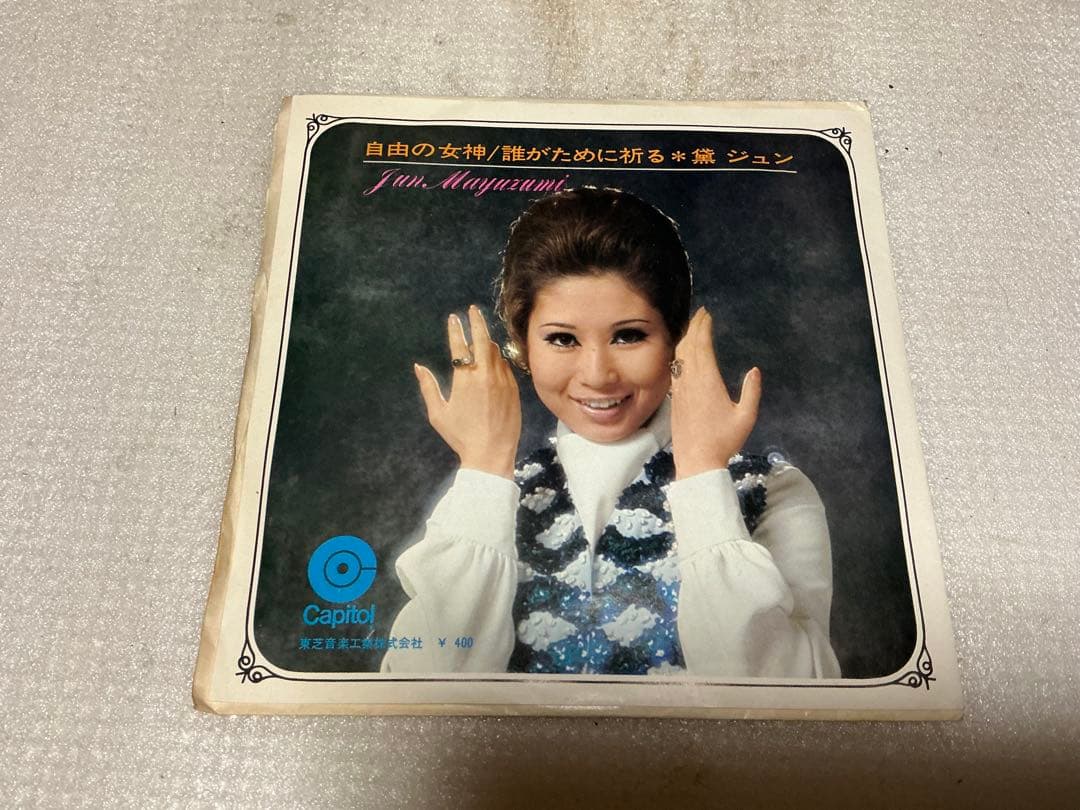 自由の女神/誰がために祈る*黛 ジュン
Jun Mayuzumi
Capitol
東芝音楽工業株式会社 ¥ 400